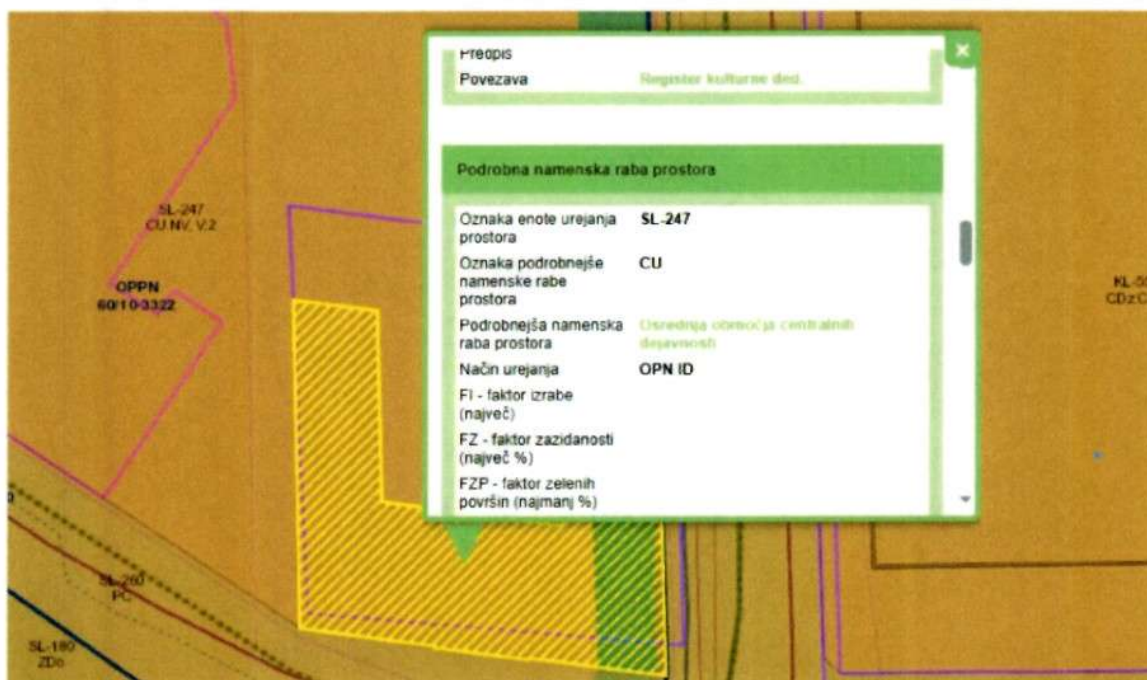 Predpis
Povezava Register kulturne ded.
Podrobna namenska raba prostora
Oznaka enote urejanja SL-247
prostora
Oznaka podrobnejše CU
namenske rabe
prostora
Podrobnejša namenska Osrednja območja centralnih
raba prostora dejavnosti
Način urejanja OPN ID
FI - faktor izrabe
(največ)
FZ - faktor zazidanosti
(največ %)
FZP - faktor zelenih
površin (najmanj %)
SL-247
CU NV, V:2
OPPN
60/10-3322
SL-260
PC
SL-180
ZDo